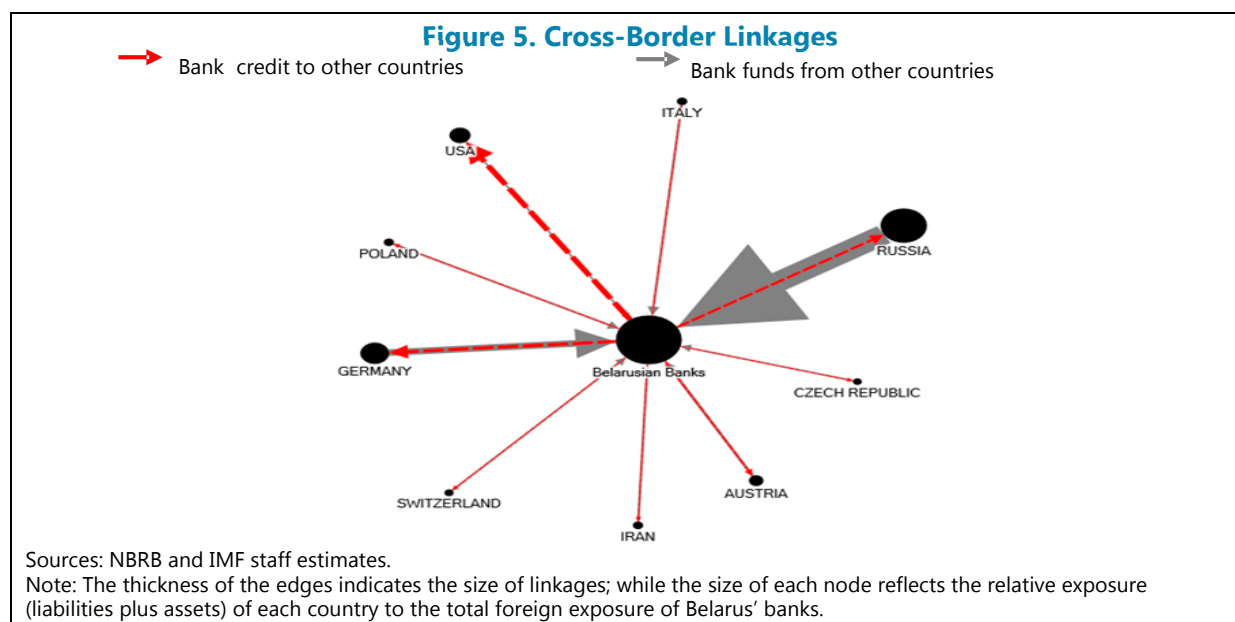 Figure 5. Cross-Border Linkages
Bank credit to other countries
Bank funds from other countries
ITALY
USA
RUSSIA
POLAND
GERMANY
Belarusian Banks
CZECH REPUBLIC
SWITZERLAND
AUSTRIA
IRAN
Sources: NBRB and IMF staff estimates.
Note: The thickness of the edges indicates the size of linkages; while the size of each node reflects the relative exposure
(liabilities plus assets) of each country to the total foreign exposure of Belarus’ banks.